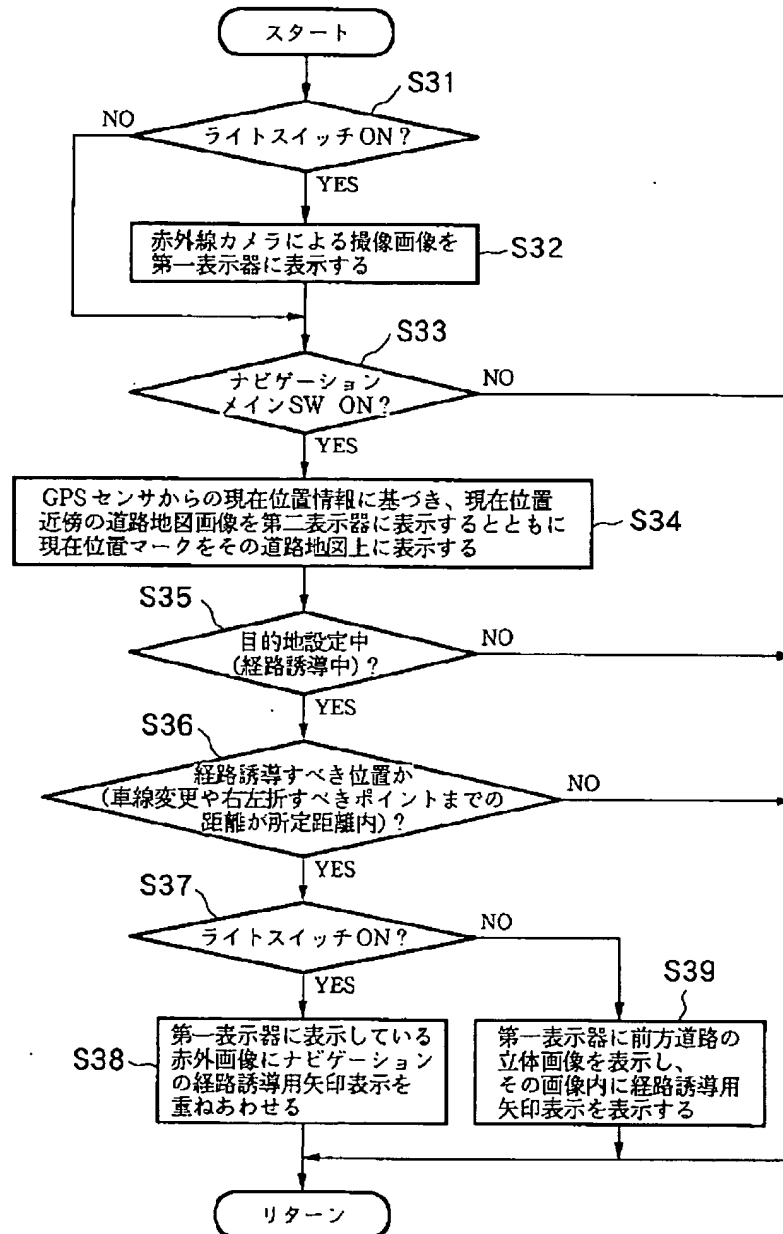 スタート
S31
NO
ライトスイッチON?
YES
赤外線カメラによる撮像画像を
第一表示器に表示する
S32
S33
ナビゲーション
メインSW ON?
NO
YES
GPSセンサからの現在位置情報に基づき、現在位置
近傍の道路地図画像を第二表示器に表示するとともに
現在位置マークをその道路地図上に表示する
S34
S35
目的地設定中
(経路誘導中)?
NO
YES
S36
経路誘導すべき位置か
(車線変更や右左折すべきポイントまでの
距離が所定距離内)?
NO
YES
S37
ライトスイッチON?
NO
YES
S39
S38
第一表示器に表示している
赤外画像にナビゲーション
の経路誘導用矢印表示を
重ねあわせる
第一表示器に前方道路の
立体画像を表示し、
その画像内に経路誘導用
矢印表示を表示する
リターン